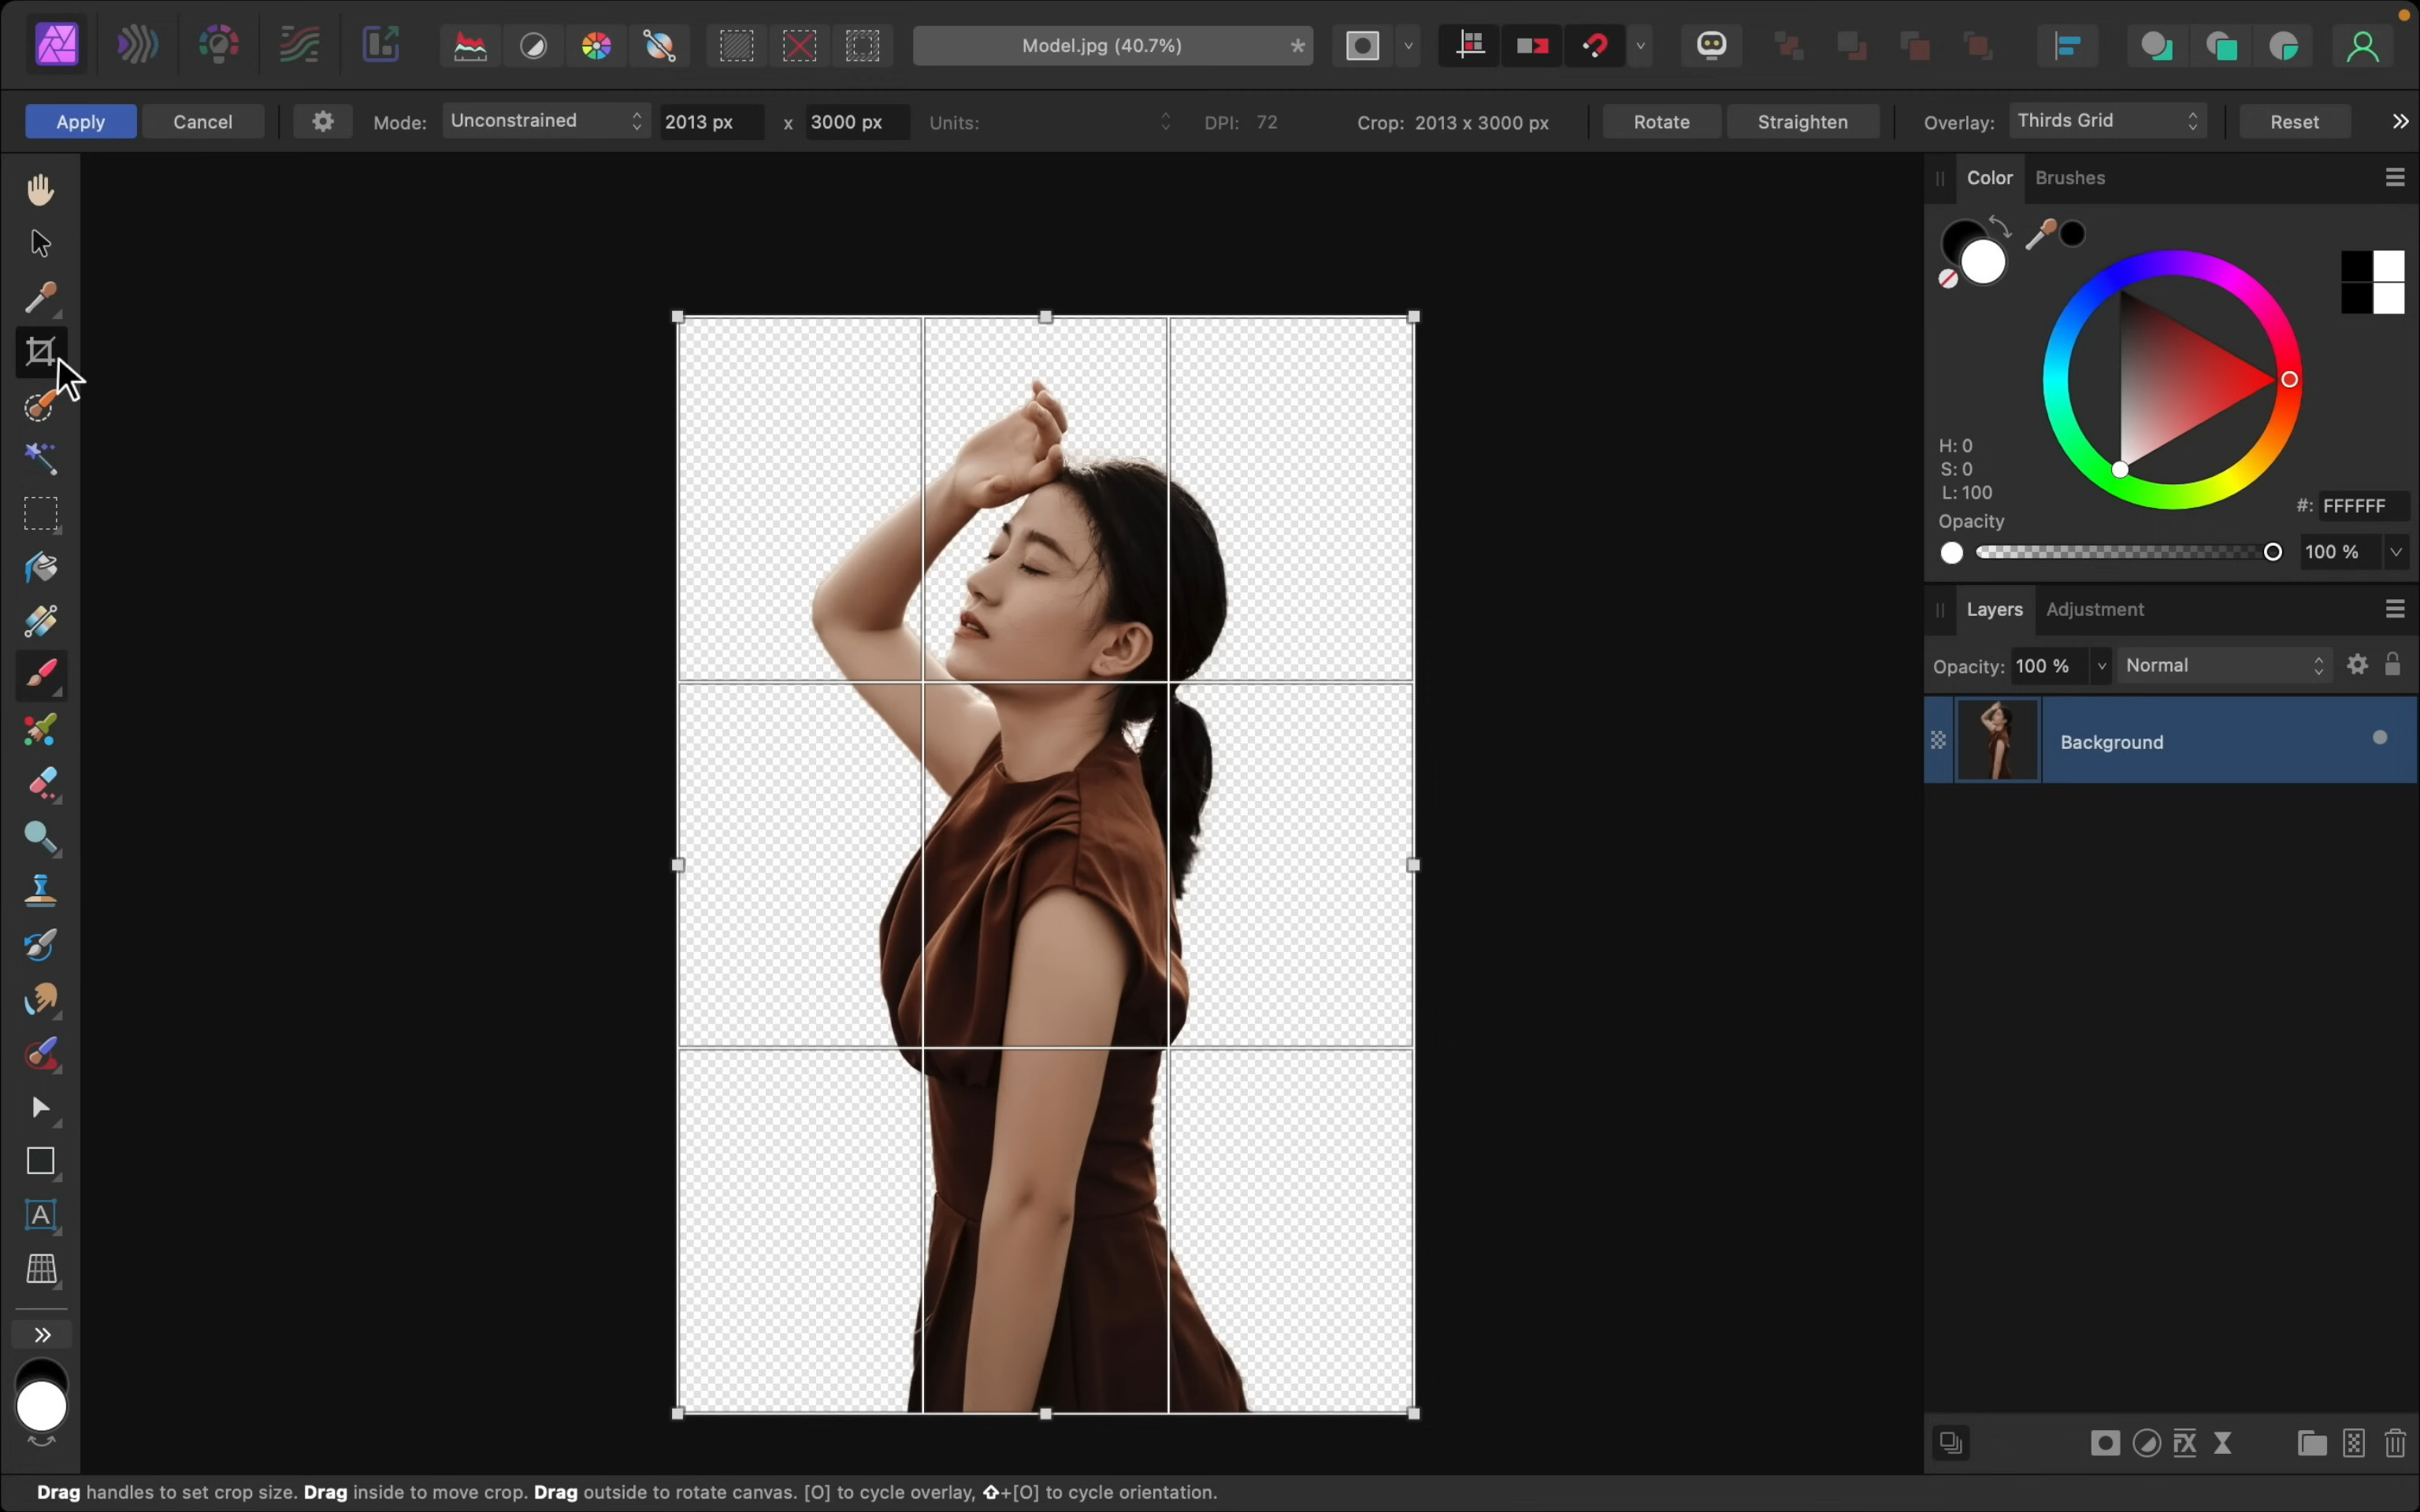 Model.jpg (40.7%) *
Apply Cancel Mode: Unconstrained 2013 px x 3000 px Units: DPI: 72 Crop: 2013 x 3000 px Rotate Straighten Overlay: Thirds Grid Reset
Color Brushes
H: 0
S: 0
L: 100
#: FFFFFF
Opacity
100 %
Layers Adjustment
Opacity: 100 % Normal
Background
A
FX
Drag handles to set crop size. Drag inside to move crop. Drag outside to rotate canvas. [O] to cycle overlay, ⇧+[O] to cycle orientation.